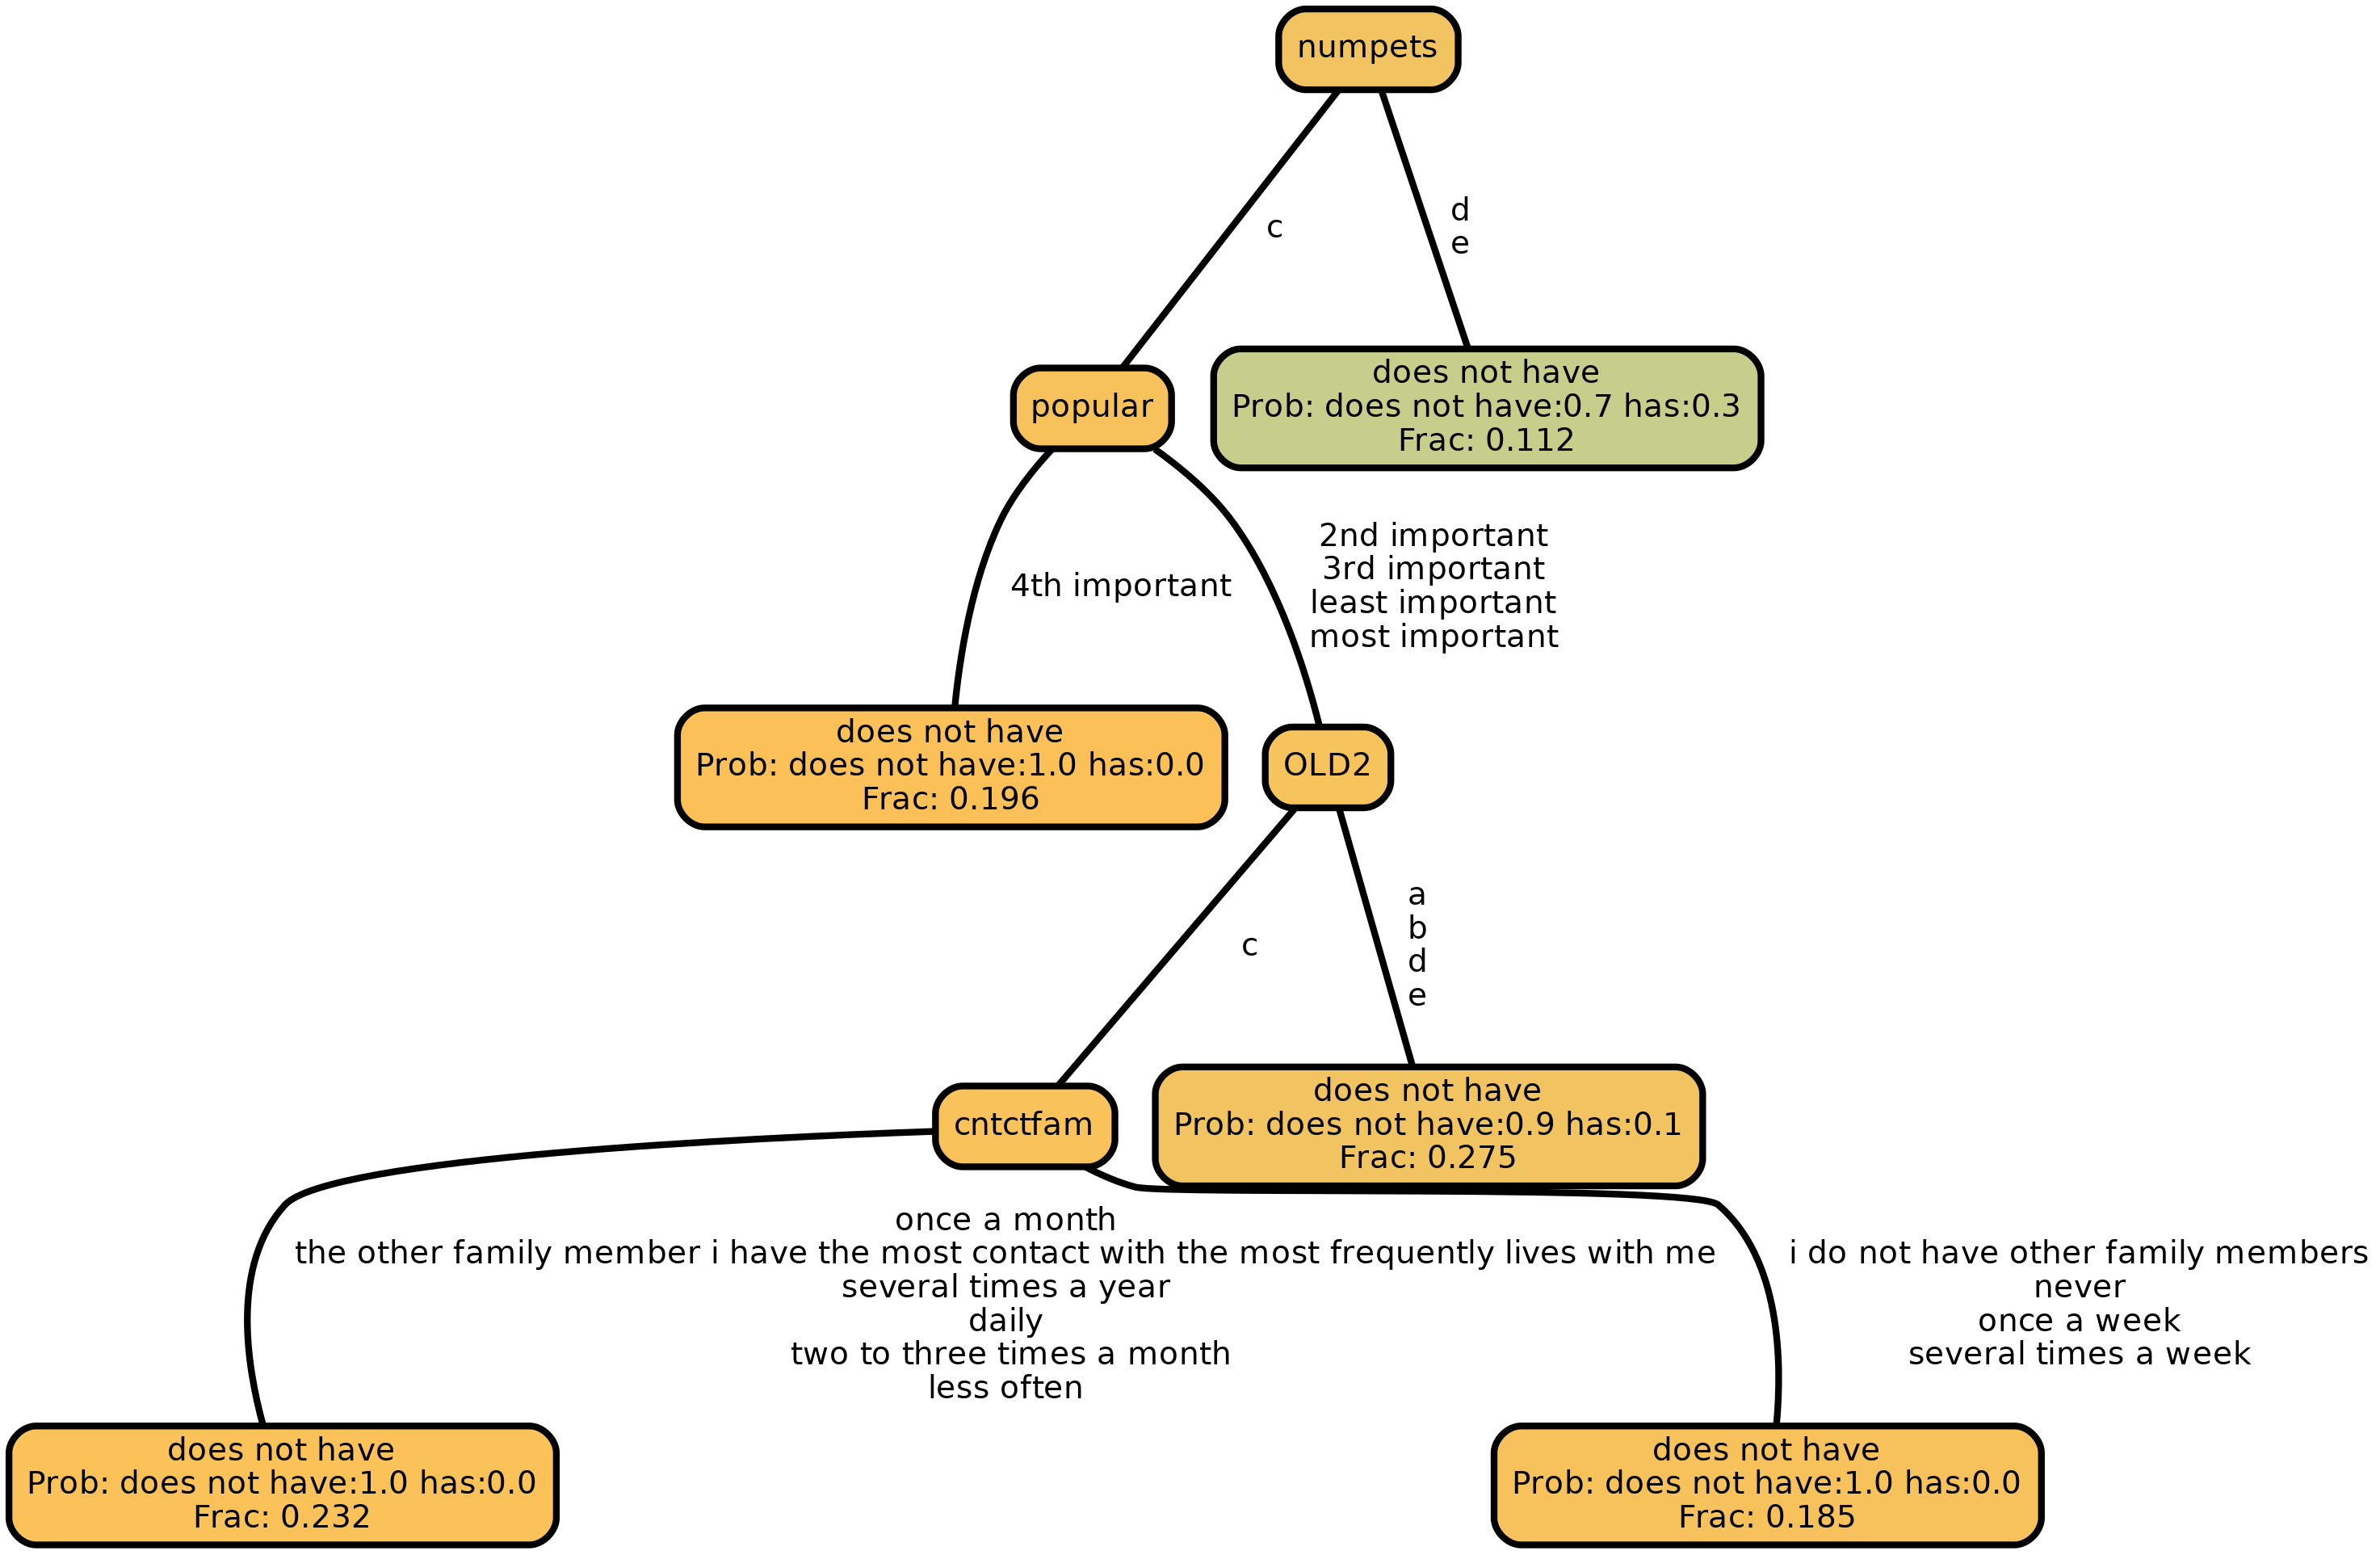 numpets
c
d
e
popular
does not have
Prob: does not have:0.7 has:0.3
Frac: 0.112
4th important
2nd important
3rd important
least important
most important
does not have
Prob: does not have:1.0 has:0.0
Frac: 0.196
OLD2
c
a
b
d
e
cntctfam
does not have
Prob: does not have:0.9 has:0.1
Frac: 0.275
once a month
the other family member i have the most contact with the most frequently lives with me
several times a year
daily
two to three times a month
less often
i do not have other family members
never
once a week
several times a week
does not have
Prob: does not have:1.0 has:0.0
Frac: 0.232
does not have
Prob: does not have:1.0 has:0.0
Frac: 0.185